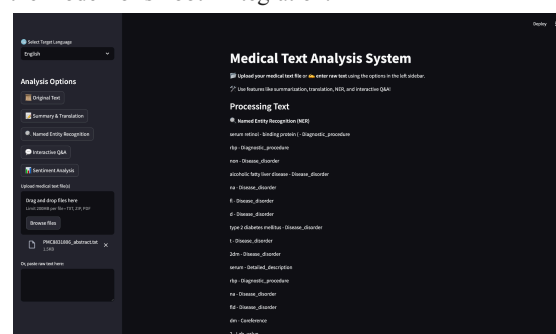 Deploy
Select Target Language
English
Analysis Options
Original Text
Summary & Translation
Named Entity Recognition
Interactive Q&A
Sentiment Analysis
Upload medical text file(s)
Drag and drop files here
Limit 200MB per file • TXT, ZIP, PDF
Browse files
PMC8831886_abstract.txt
1.5KB
Or, paste raw text here:
Medical Text Analysis System
Upload your medical text file or enter raw text using the options in the left sidebar.
Use features like summarization, translation, NER, and interactive Q&A!
Processing Text
Named Entity Recognition (NER)
serum retinol - binding protein ( - Diagnostic_procedure
rbp - Diagnostic_procedure
non - Disease_disorder
alcoholic fatty liver disease - Disease_disorder
na - Disease_disorder
fl - Disease_disorder
d - Disease_disorder
type 2 diabetes mellitus - Disease_disorder
t - Disease_disorder
2dm - Disease_disorder
serum - Detailed_description
rbp - Diagnostic_procedure
na - Disease_disorder
fld - Disease_disorder
dm - Coreference